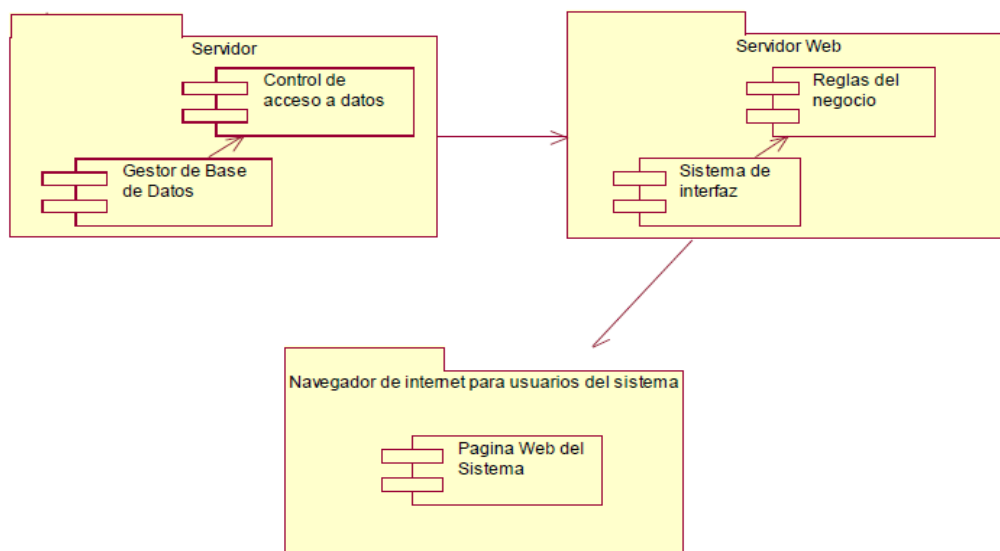 Servidor
Control de
acceso a datos
Gestor de Base
de Datos
Servidor Web
Reglas del
negocio
Sistema de
interfaz
Navegador de internet para usuarios del sistema
Pagina Web del
Sistema